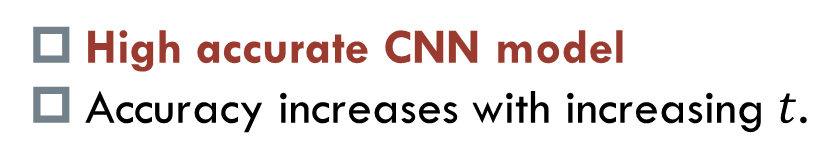 High accurate CNN model
Accuracy increases with increasing t.